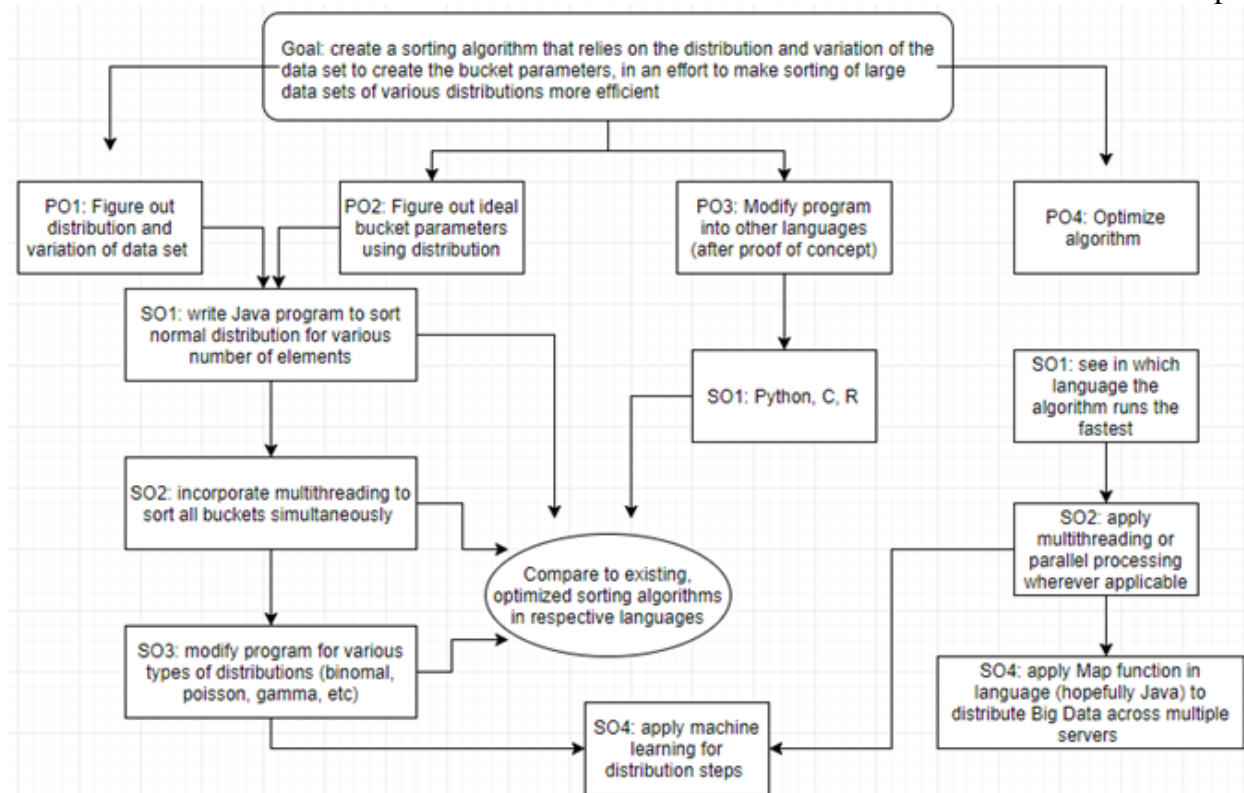 Goal: create a sorting algorithm that relies on the distribution and variation of the
data set to create the bucket parameters, in an effort to make sorting of large
data sets of various distributions more efficient
PO1: Figure out
distribution and
variation of data set
PO2: Figure out ideal
bucket parameters
using distribution
PO3: Modify program
into other languages
(after proof of concept)
PO4: Optimize
algorithm
SO1: write Java program to sort
normal distribution for various
number of elements
SO1: Python, C, R
SO1: see in which
language the
algorithm runs the
fastest
SO2: incorporate multithreading to
sort all buckets simultaneously
SO2: apply
multithreading or
parallel processing
wherever applicable
Compare to existing,
optimized sorting algorithms
in respective languages
SO3: modify program for various
types of distributions (binomal,
poisson, gamma, etc)
SO4: apply Map function in
language (hopefully Java) to
distribute Big Data across multiple
servers
SO4: apply machine
learning for
distribution steps